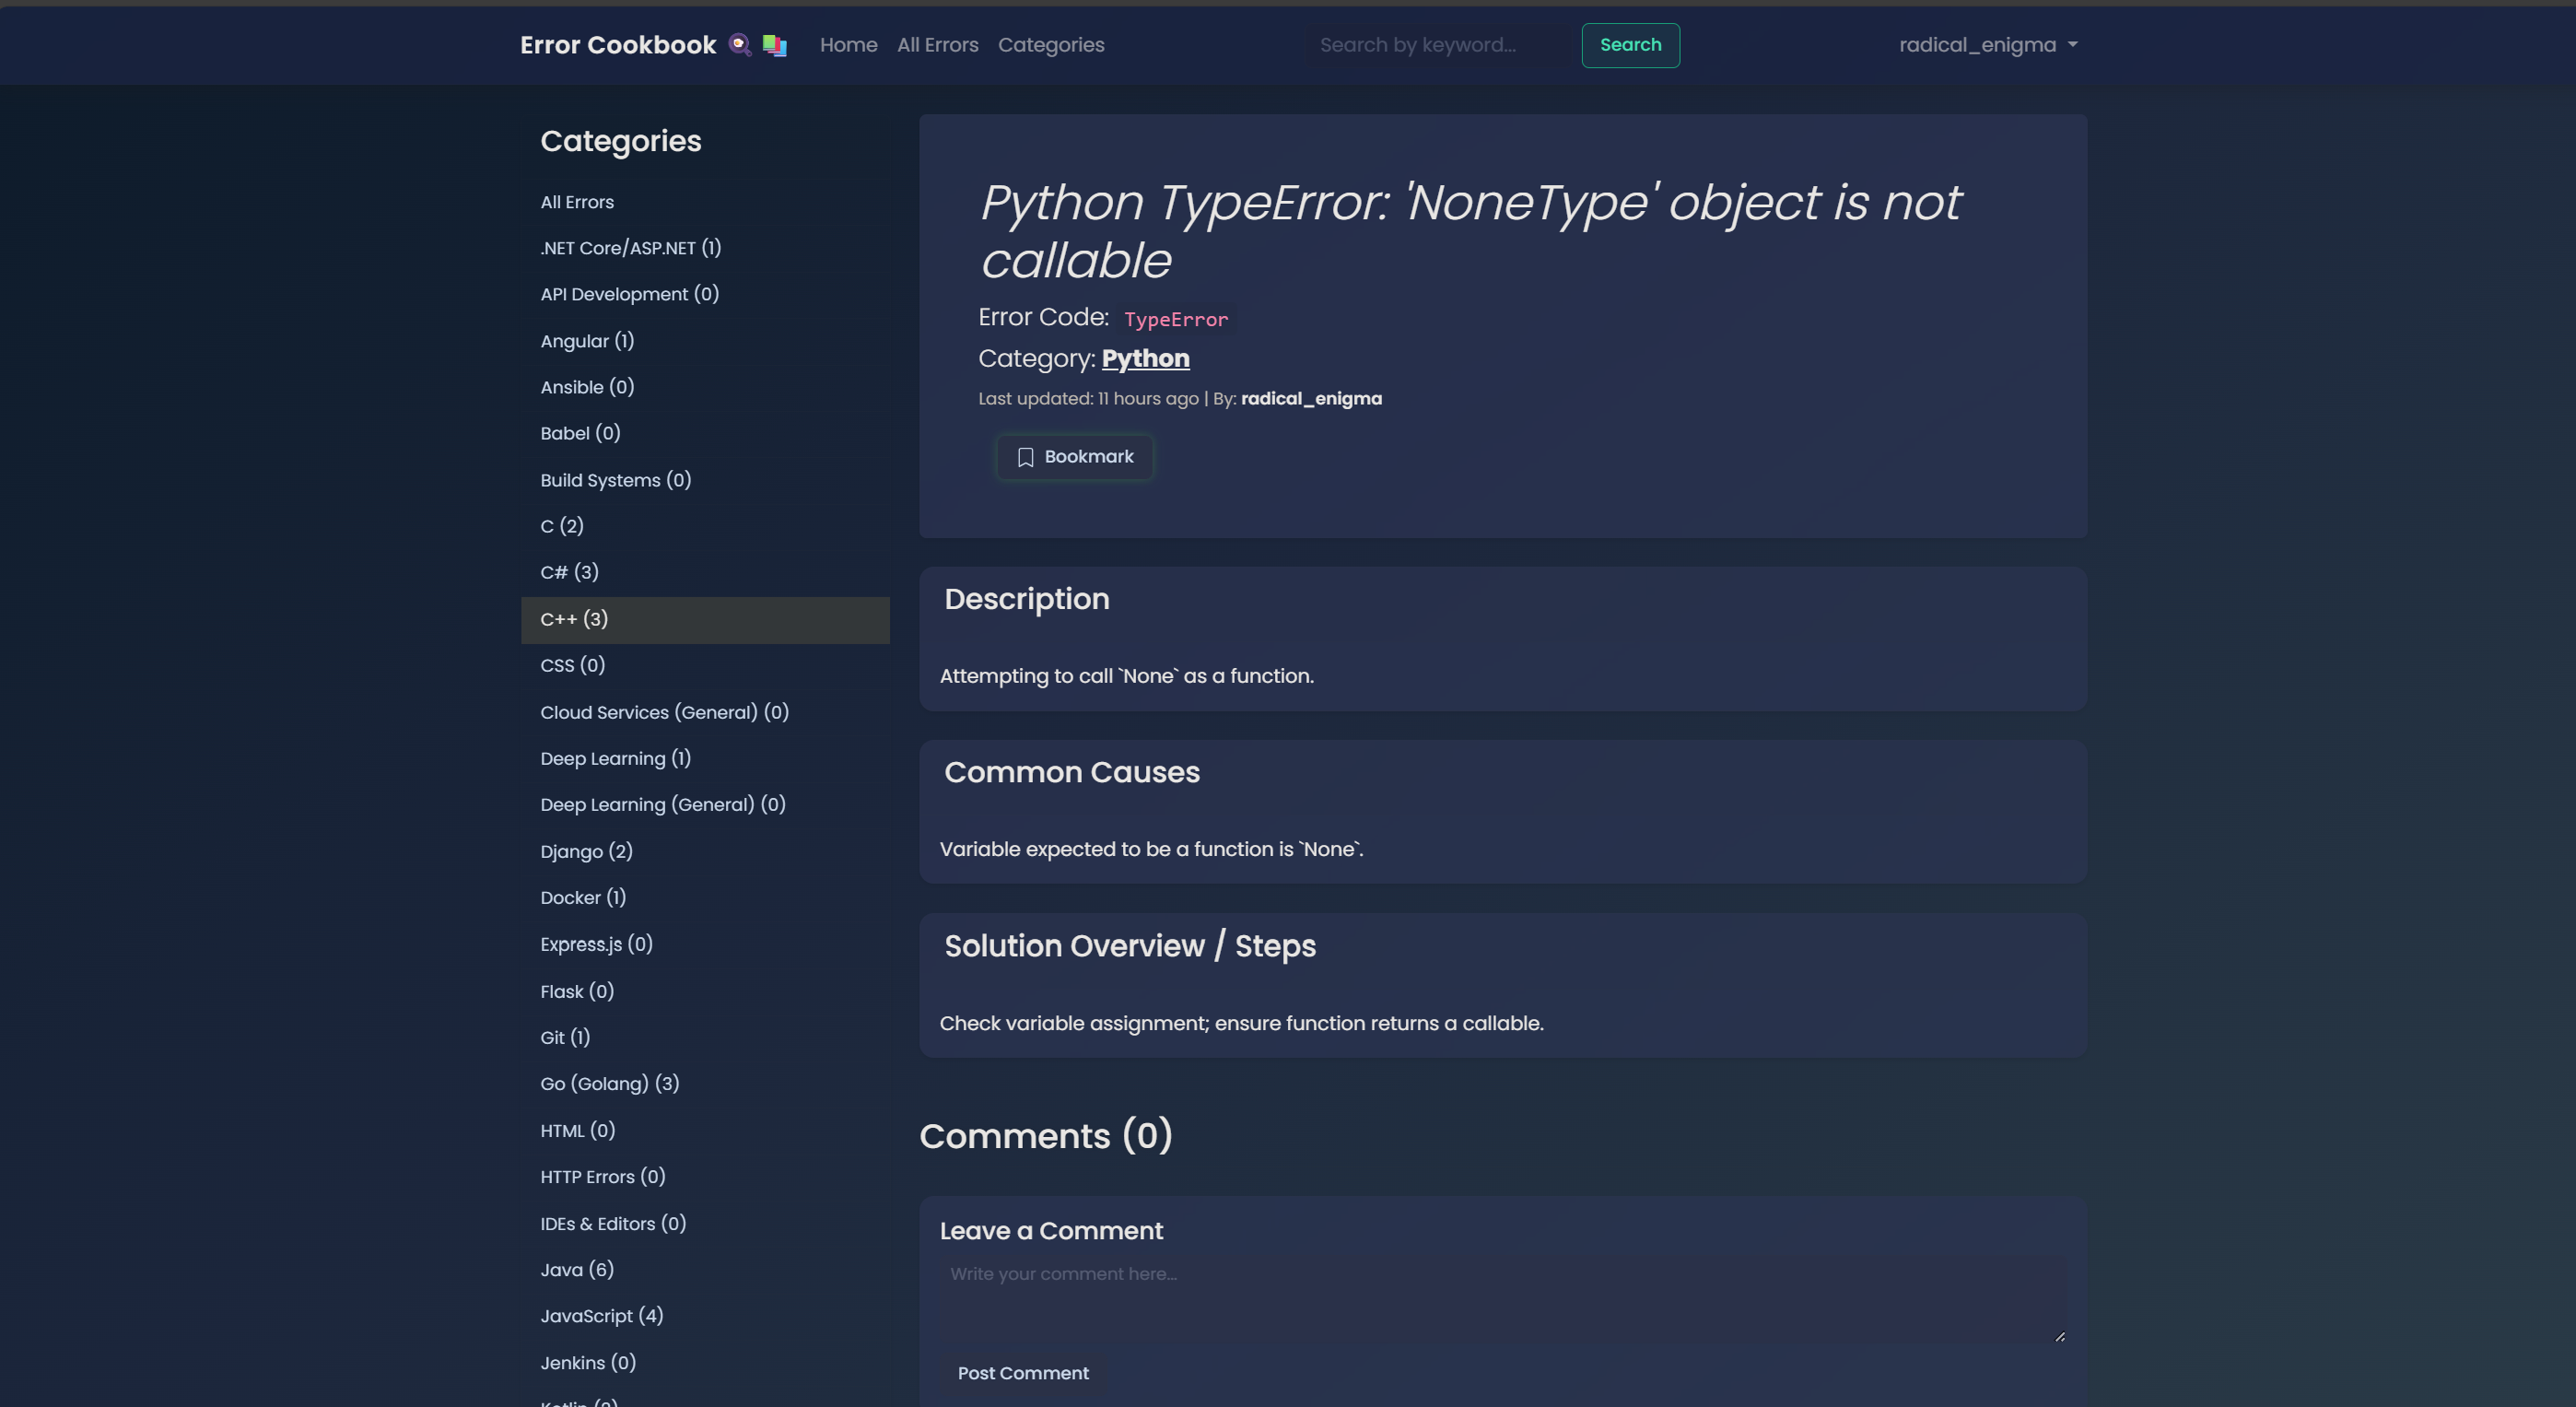 Error Cookbook Home All Errors Categories Search by keyword... Search radical_enigma
Categories
All Errors
.NET Core/ASP.NET (1)
API Development (0)
Angular (1)
Ansible (0)
Babel (0)
Build Systems (0)
C (2)
C# (3)
C++ (3)
CSS (0)
Cloud Services (General) (0)
Deep Learning (1)
Deep Learning (General) (0)
Django (2)
Docker (1)
Express.js (0)
Flask (0)
Git (1)
Go (Golang) (3)
HTML (0)
HTTP Errors (0)
IDEs & Editors (0)
Java (6)
JavaScript (4)
Jenkins (0)
Python TypeError: 'NoneType' object is not
callable
Error Code: TypeError
Category: Python
Last updated: 11 hours ago | By: radical_enigma
Bookmark
Description
Attempting to call `None` as a function.
Common Causes
Variable expected to be a function is `None`.
Solution Overview / Steps
Check variable assignment; ensure function returns a callable.
Comments (0)
Leave a Comment
Write your comment here...
Post Comment